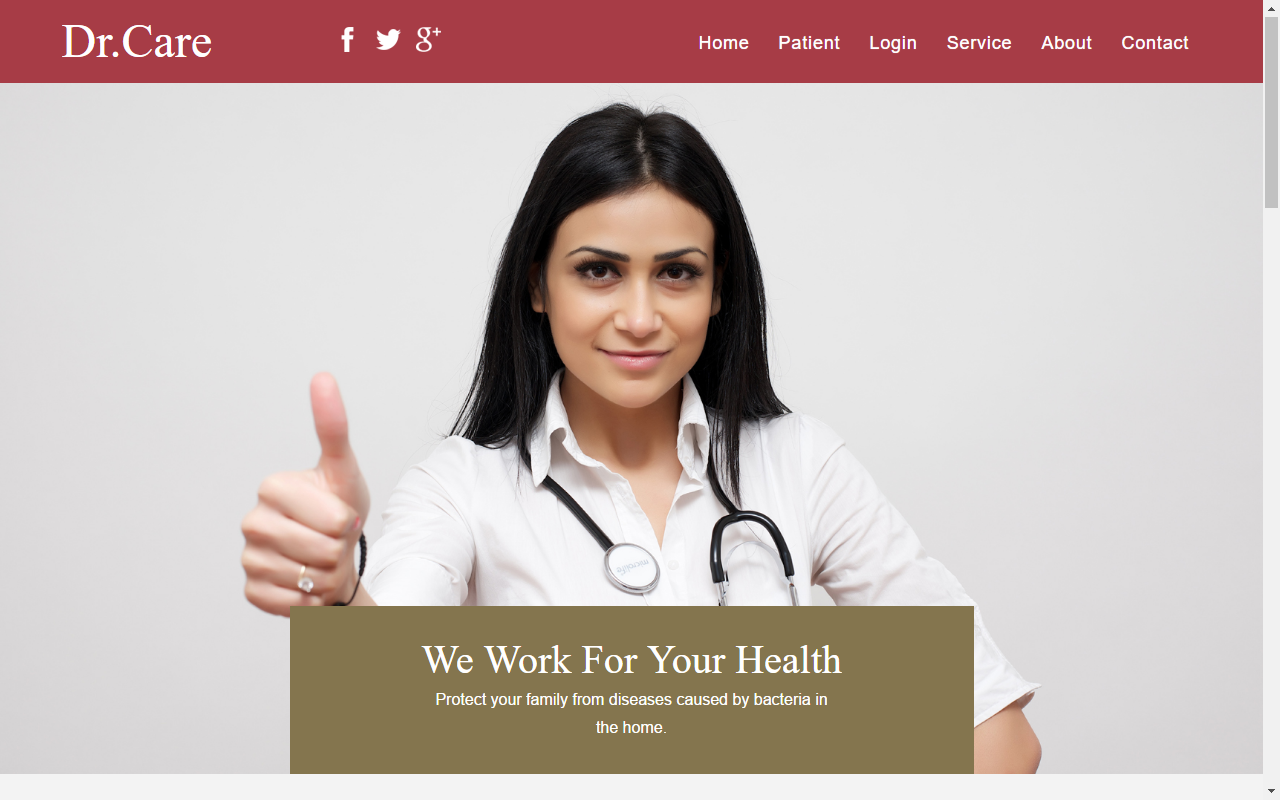 Dr.Care
Home Patient Login Service About Contact
We Work For Your Health
Protect your family from diseases caused by bacteria in
the home.